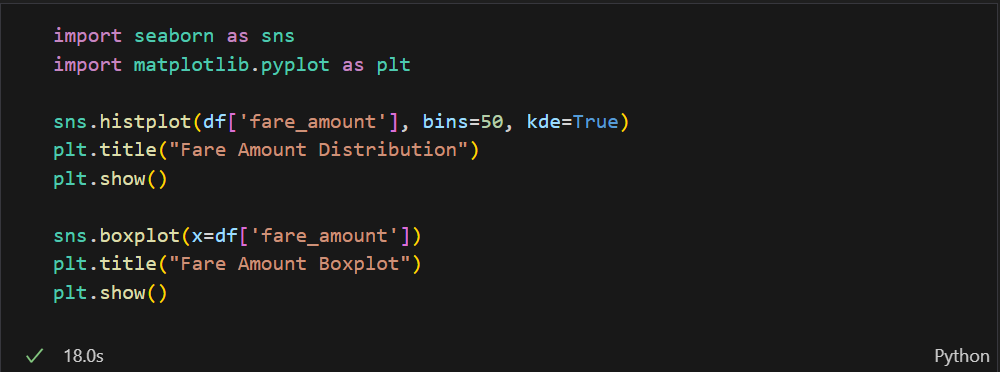 import seaborn as sns
import matplotlib.pyplot as plt
sns.histplot(df['fare_amount'], bins=50, kde=True)
plt.title("Fare Amount Distribution")
plt.show()
sns.boxplot(x=df['fare_amount'])
plt.title("Fare Amount Boxplot")
plt.show()
18.0s
Python